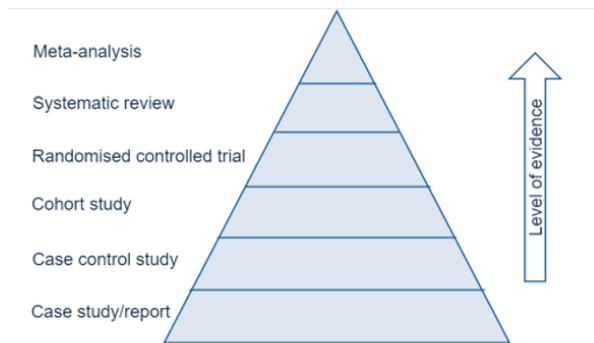 Meta-analysis
Systematic review
Randomised controlled trial
Cohort study
Case control study
Case study/report
Level of evidence